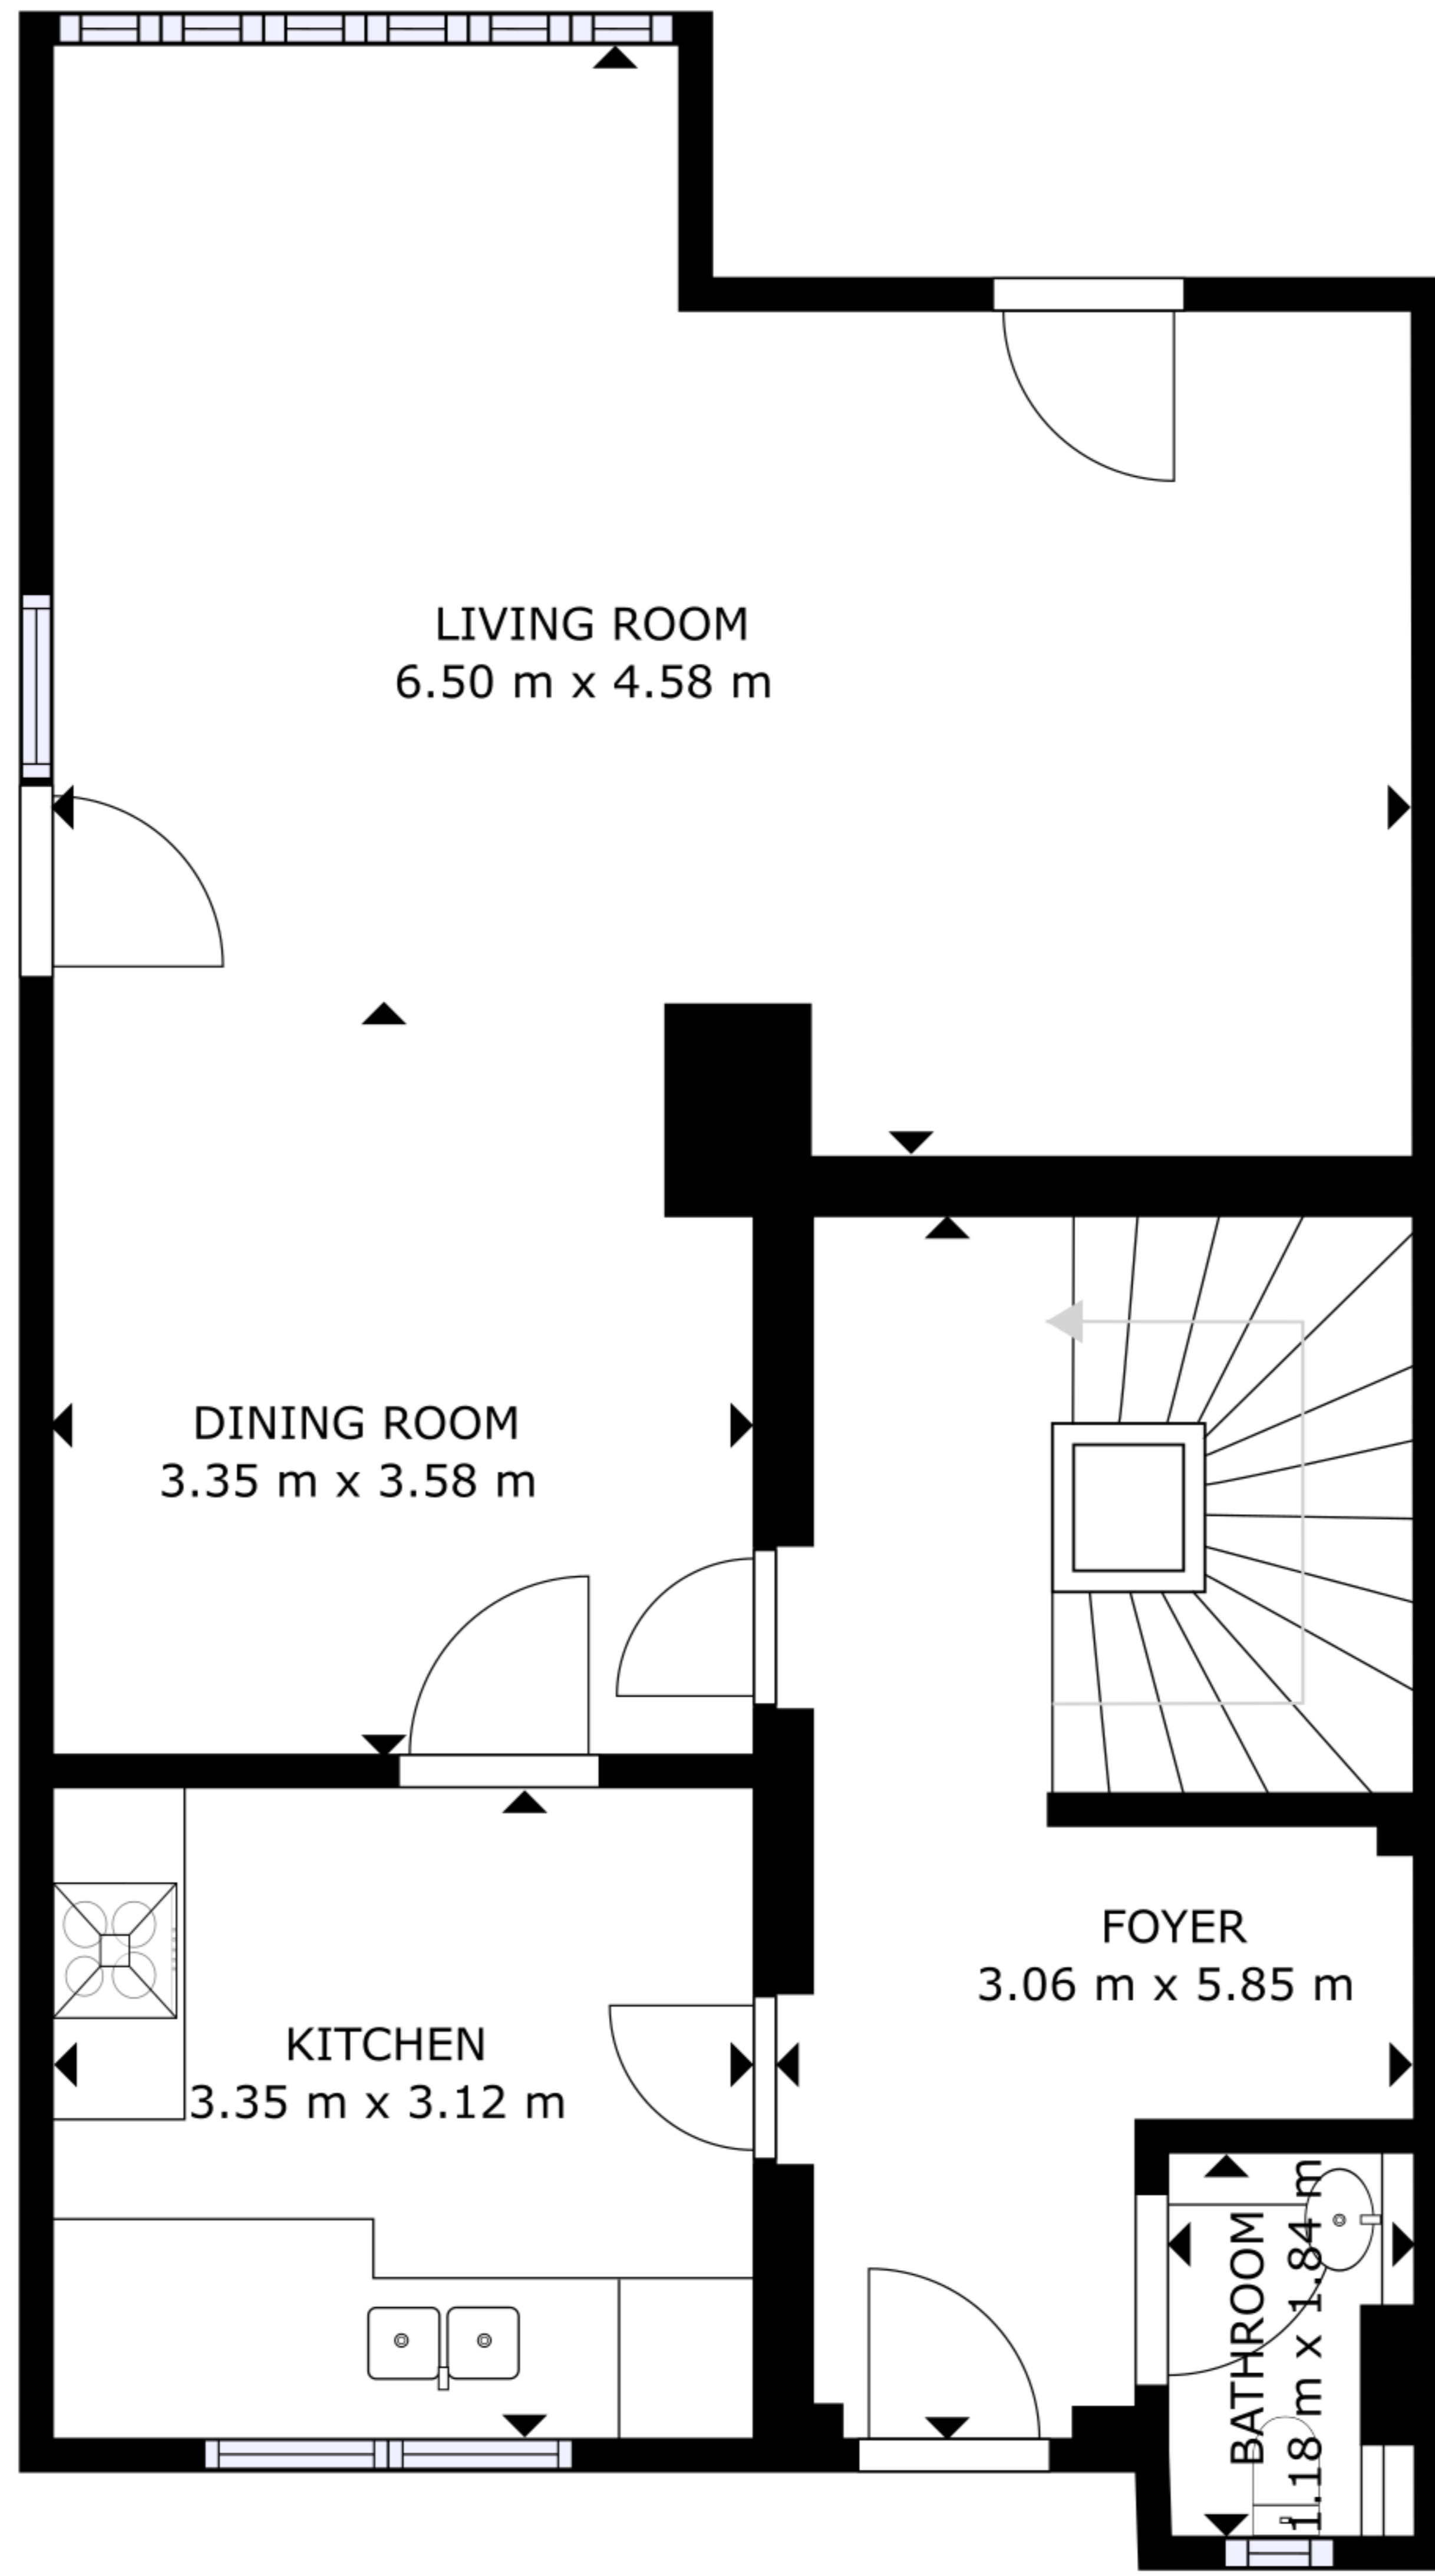 LIVING ROOM
6.50 m x 4.58 m
DINING ROOM
3.35 m x 3.58 m
FOYER
3.06 m x 5.85 m
KITCHEN
3.35 m x 3.12 m
BATHROOM
1.18 m x 1.84 m